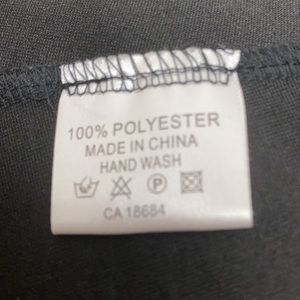 100% POLYESTER
MADE IN CHINA
HAND WASH
P
CA 18684